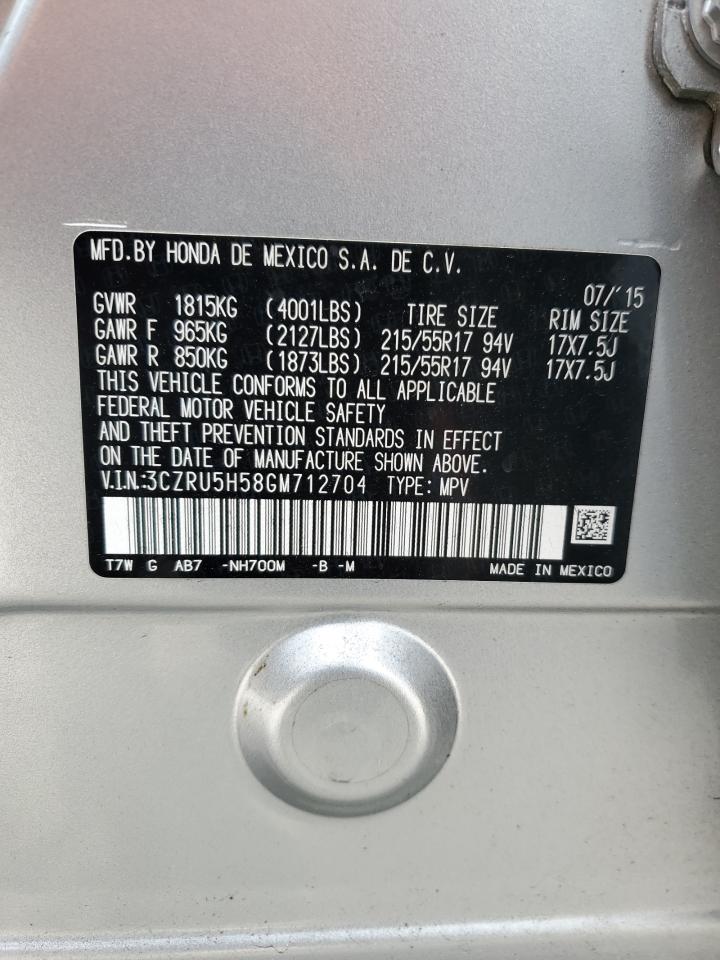 MFD.BY HONDA DE MEXICO S.A. DE C.V.
07/'15
GVWR 1815KG (4001LBS) TIRE SIZE RIM SIZE
GAWR F 965KG (2127LBS) 215/55R17 94V 17X7.5J
GAWR R 850KG (1873LBS) 215/55R17 94V 17X7.5J
THIS VEHICLE CONFORMS TO ALL APPLICABLE
FEDERAL MOTOR VEHICLE SAFETY
AND THEFT PREVENTION STANDARDS IN EFFECT
ON THE DATE OF MANUFACTURE SHOWN ABOVE.
V.I.N.:3CZRU5H58GM712704 TYPE: MPV
T7W G AB7 -NH700M -B -M MADE IN MEXICO